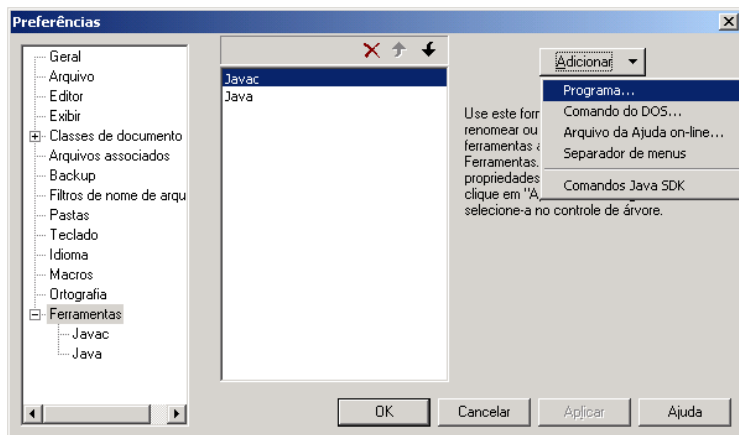 Preferências
Geral
Arquivo
Editor
Exibir
Classes de documento
Arquivos associados
Backup
Filtros de nome de arqu
Pastas
Teclado
Idioma
Macros
Ortografia
Ferramentas
Javac
Java
Javac
Java
Adicionar
Programa...
Comando do DOS...
Arquivo da Ajuda on-line...
Separador de menus
Comandos Java SDK
Use este for
renomear ou
ferramentas
Ferramentas.
propriedades
clique em "A
selecione-a no controle de árvore.
OK
Cancelar
Aplicar
Ajuda